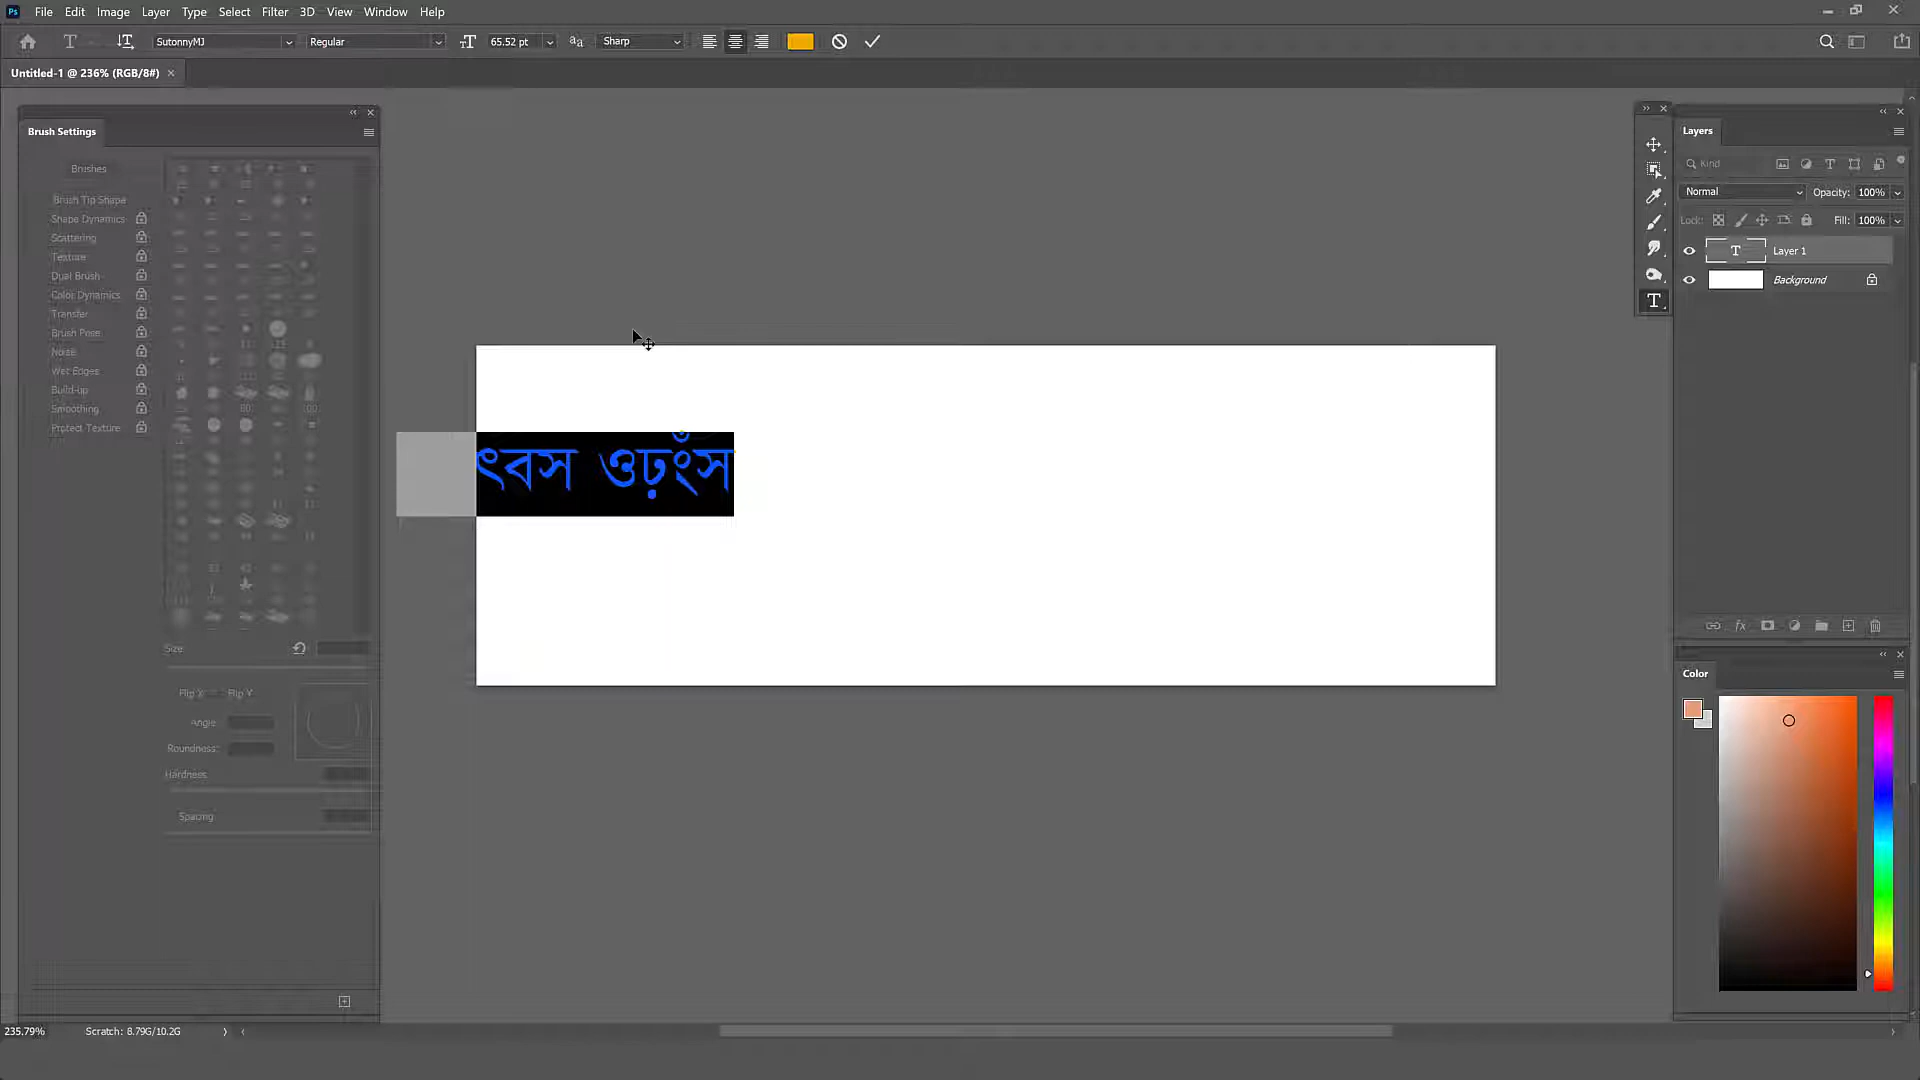 Ps File Edit Image Layer Type Select Filter 3D View Window Help
SutonnyMJ Regular 65.52 pt Sharp
Untitled-1 @ 236% (RGB/8#)
Brush Settings
Brushes
Brush Tip Shape
Shape Dynamics
Scattering
Texture
Dual Brush
Color Dynamics
Transfer
Brush Pose
Noise
Wet Edges
Build-up
Smoothing
Protect Texture
Size
Flip X Flip Y
Angle:
Roundness:
Hardness
Spacing
ৎবস ওঢ়ংস
Layers
Kind
Normal Opacity: 100%
Lock: Fill: 100%
T Layer 1
Background
Color
235.79% Scratch: 8.79G/10.2G